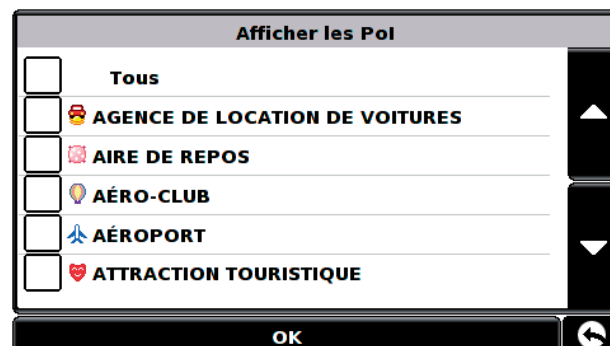 Afficher les PoI
Tous
AGENCE DE LOCATION DE VOITURES
AIRE DE REPOS
AÉRO-CLUB
AÉROPORT
ATTRACTION TOURISTIQUE
OK